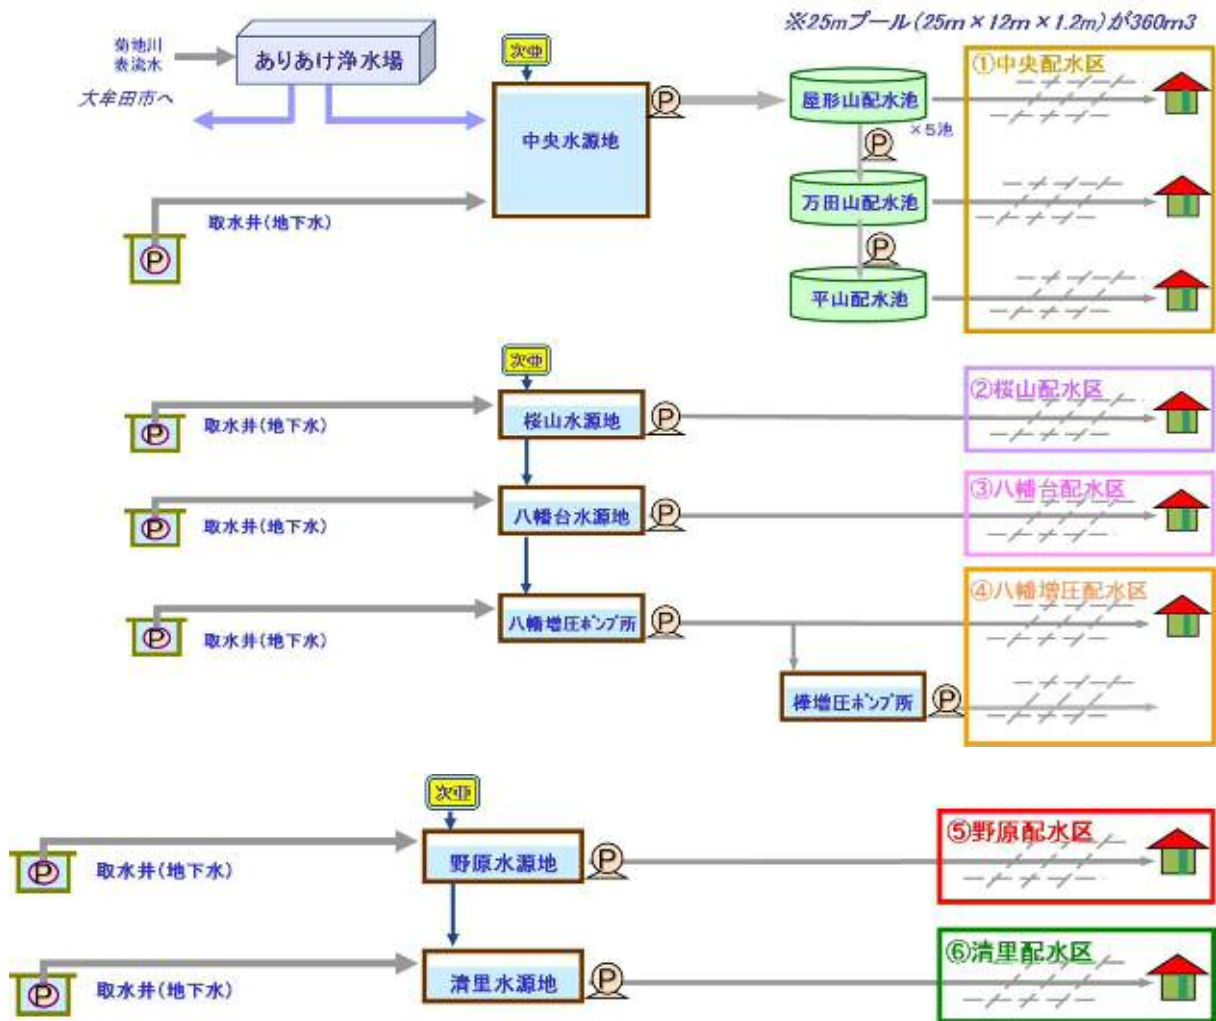 ※25mプール(25m×12m×1.2m)が360m3
菊地川
表流水
ありあけ浄水場
大牟田市へ
次亜
中央水源地
P
屋形山配水池
×5池
①中央配水区
P
万田山配水池
取水井(地下水)
P
P
平山配水池
次亜
取水井(地下水)
P
桜山水源地
P
②桜山配水区
取水井(地下水)
P
八幡台水源地
P
③八幡台配水区
取水井(地下水)
P
八幡増圧ポンプ所
P
④八幡増圧配水区
樺増圧ポンプ所
P
次亜
取水井(地下水)
P
野原水源地
P
⑤野原配水区
取水井(地下水)
P
清里水源地
P
⑥清里配水区